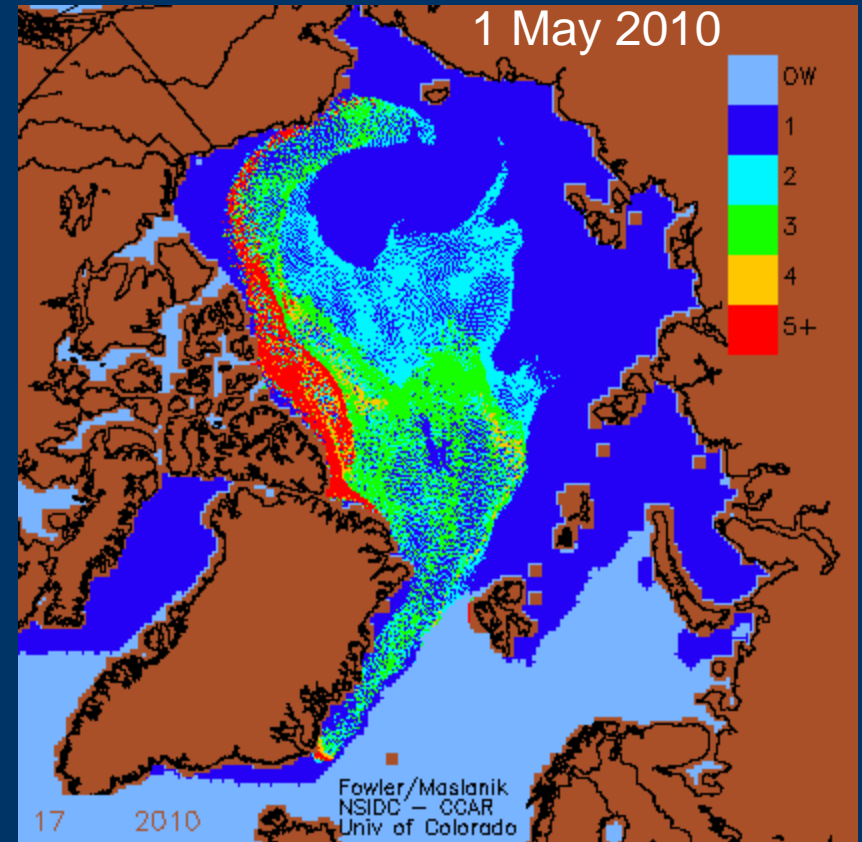 1 May 2010
OW
1
2
3
4
5+
Fowler/Maslanik
NSIDC – CCAR
Univ of Colorado
17 2010